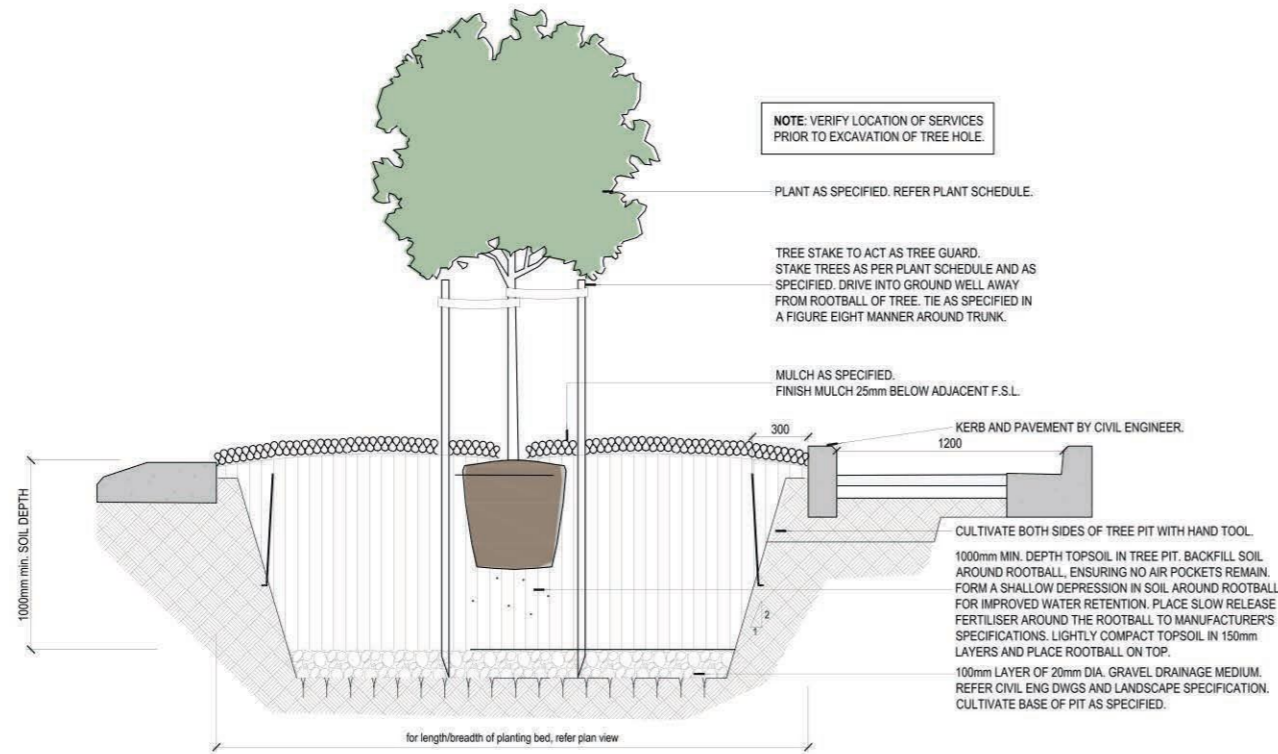 NOTE: VERIFY LOCATION OF SERVICES
PRIOR TO EXCAVATION OF TREE HOLE.
PLANT AS SPECIFIED. REFER PLANT SCHEDULE.
TREE STAKE TO ACT AS TREE GUARD.
STAKE TREES AS PER PLANT SCHEDULE AND AS
SPECIFIED. DRIVE INTO GROUND WELL AWAY
FROM ROOTBALL OF TREE. TIE AS SPECIFIED IN
A FIGURE EIGHT MANNER AROUND TRUNK.
MULCH AS SPECIFIED.
FINISH MULCH 25mm BELOW ADJACENT F.S.L.
300
KERB AND PAVEMENT BY CIVIL ENGINEER.
1200
1000mm min. SOIL DEPTH
CULTIVATE BOTH SIDES OF TREE PIT WITH HAND TOOL.
1000mm MIN. DEPTH TOPSOIL IN TREE PIT. BACKFILL SOIL
AROUND ROOTBALL, ENSURING NO AIR POCKETS REMAIN.
FORM A SHALLOW DEPRESSION IN SOIL AROUND ROOTBALL
FOR IMPROVED WATER RETENTION. PLACE SLOW RELEASE
FERTILISER AROUND THE ROOTBALL TO MANUFACTURER'S
SPECIFICATIONS. LIGHTLY COMPACT TOPSOIL IN 150mm
LAYERS AND PLACE ROOTBALL ON TOP.
2
1
100mm LAYER OF 20mm DIA. GRAVEL DRAINAGE MEDIUM.
REFER CIVIL ENG DWGS AND LANDSCAPE SPECIFICATION.
CULTIVATE BASE OF PIT AS SPECIFIED.
for length/breadth of planting bed, refer plan view